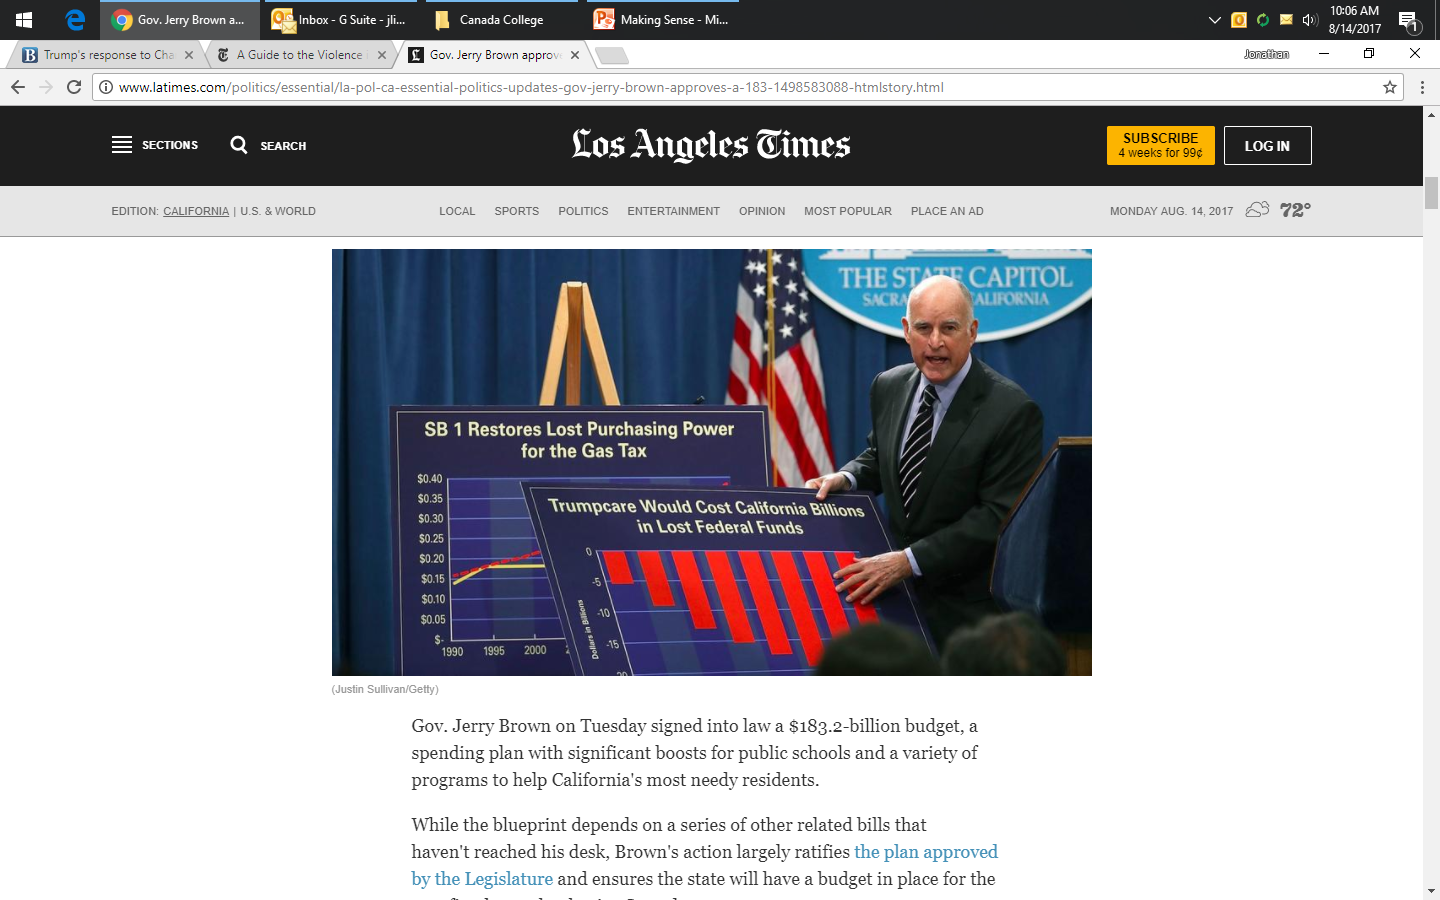 Gov. Jerry Brown a...
Inbox - G Suite - jli...
Canada College
Making Sense - Mi...
10:06 AM
8/14/2017
1
Trump's response to Cha
A Guide to the Violence i
Gov. Jerry Brown approve
Jonathan
www.latimes.com/politics/essential/la-pol-ca-essential-politics-updates-gov-jerry-brown-approves-a-183-1498583088-htmlstory.html
SECTIONS
SEARCH
Los Angeles Times
SUBSCRIBE
4 weeks for 99¢
LOG IN
EDITION: CALIFORNIA | U.S. & WORLD
LOCAL SPORTS POLITICS ENTERTAINMENT OPINION MOST POPULAR PLACE AN AD
MONDAY AUG. 14, 2017
72°
THE STATE CAPITOL
SACRA ALIFORNIA
SB 1 Restores Lost Purchasing Power
for the Gas Tax
$0.40
$0.35
$0.30
$0.25
$0.20
$0.15
$0.10
$0.05
$-
1990 1995 2000
Trumpcare Would Cost California Billions
in Lost Federal Funds
0
-5
-10
-15
Dollars in Billions
(Justin Sullivan/Getty)
Gov. Jerry Brown on Tuesday signed into law a $183.2-billion budget, a
spending plan with significant boosts for public schools and a variety of
programs to help California's most needy residents.
While the blueprint depends on a series of other related bills that
haven't reached his desk, Brown's action largely ratifies the plan approved
by the Legislature and ensures the state will have a budget in place for the